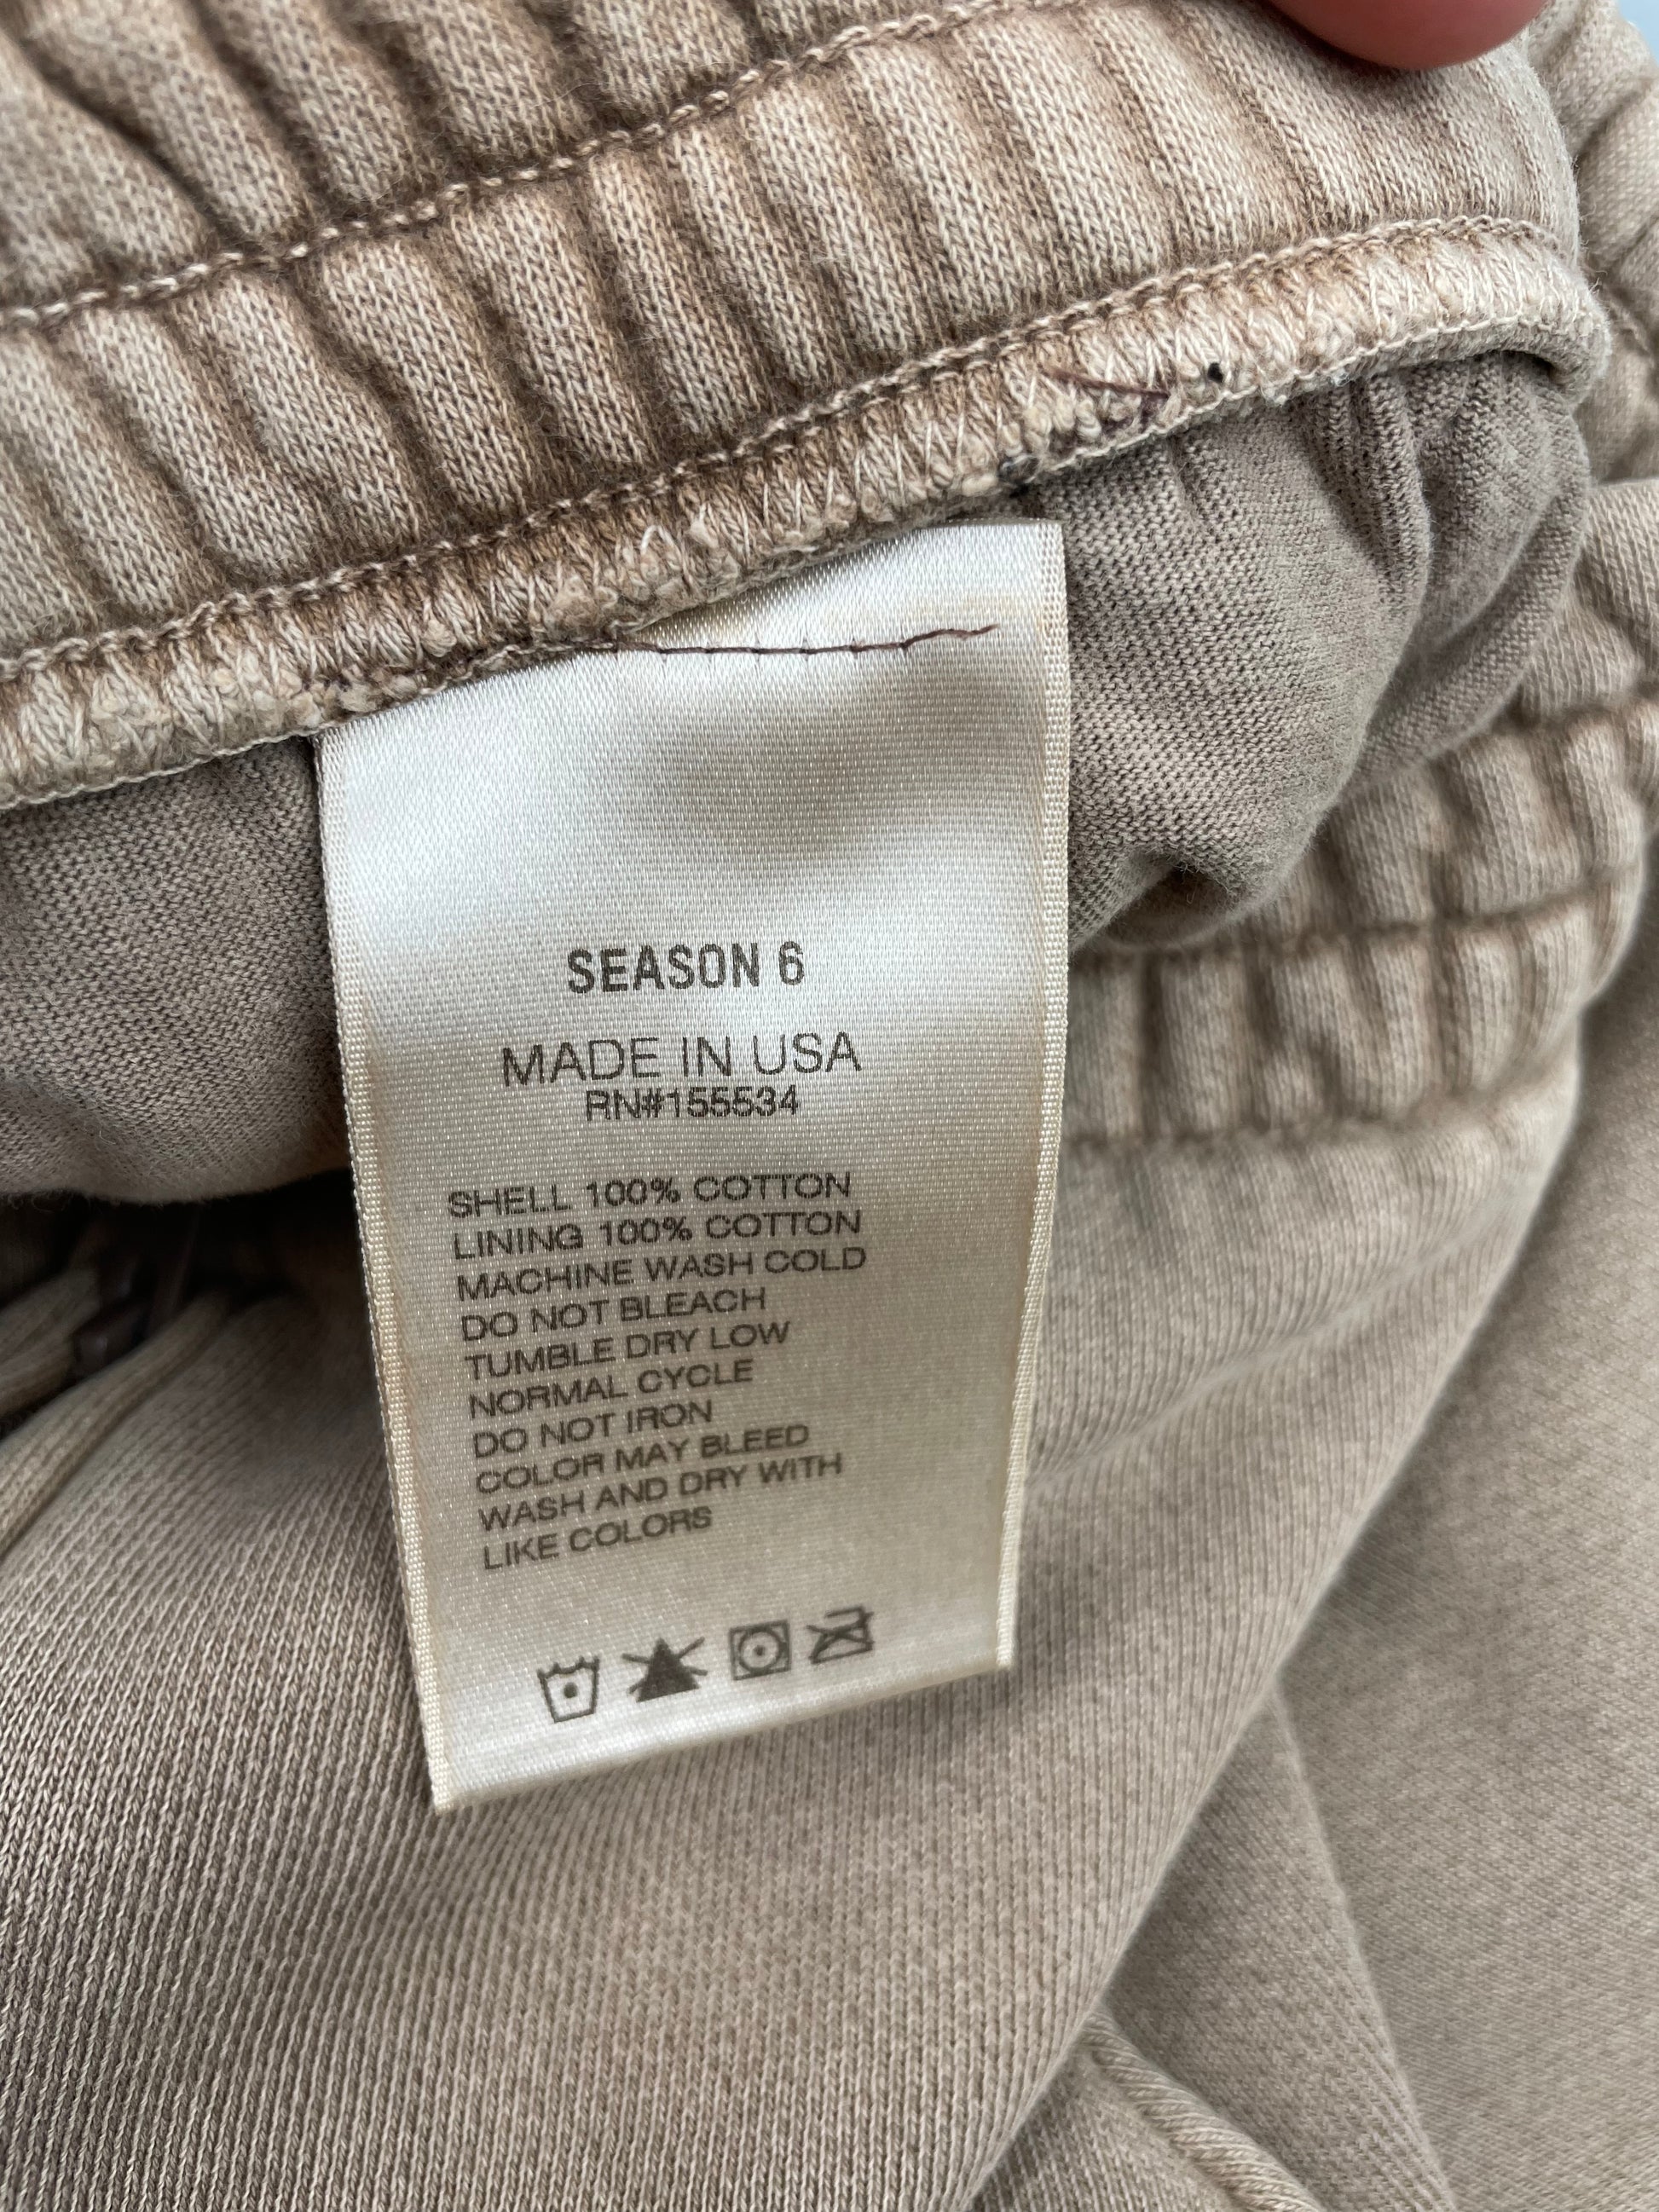 SEASON 6
MADE IN USA
RN#155534
SHELL 100% COTTON
LINING 100% COTTON
MACHINE WASH COLD
DO NOT BLEACH
TUMBLE DRY LOW
NORMAL CYCLE
DO NOT IRON
COLOR MAY BLEED
WASH AND DRY WITH
LIKE COLORS